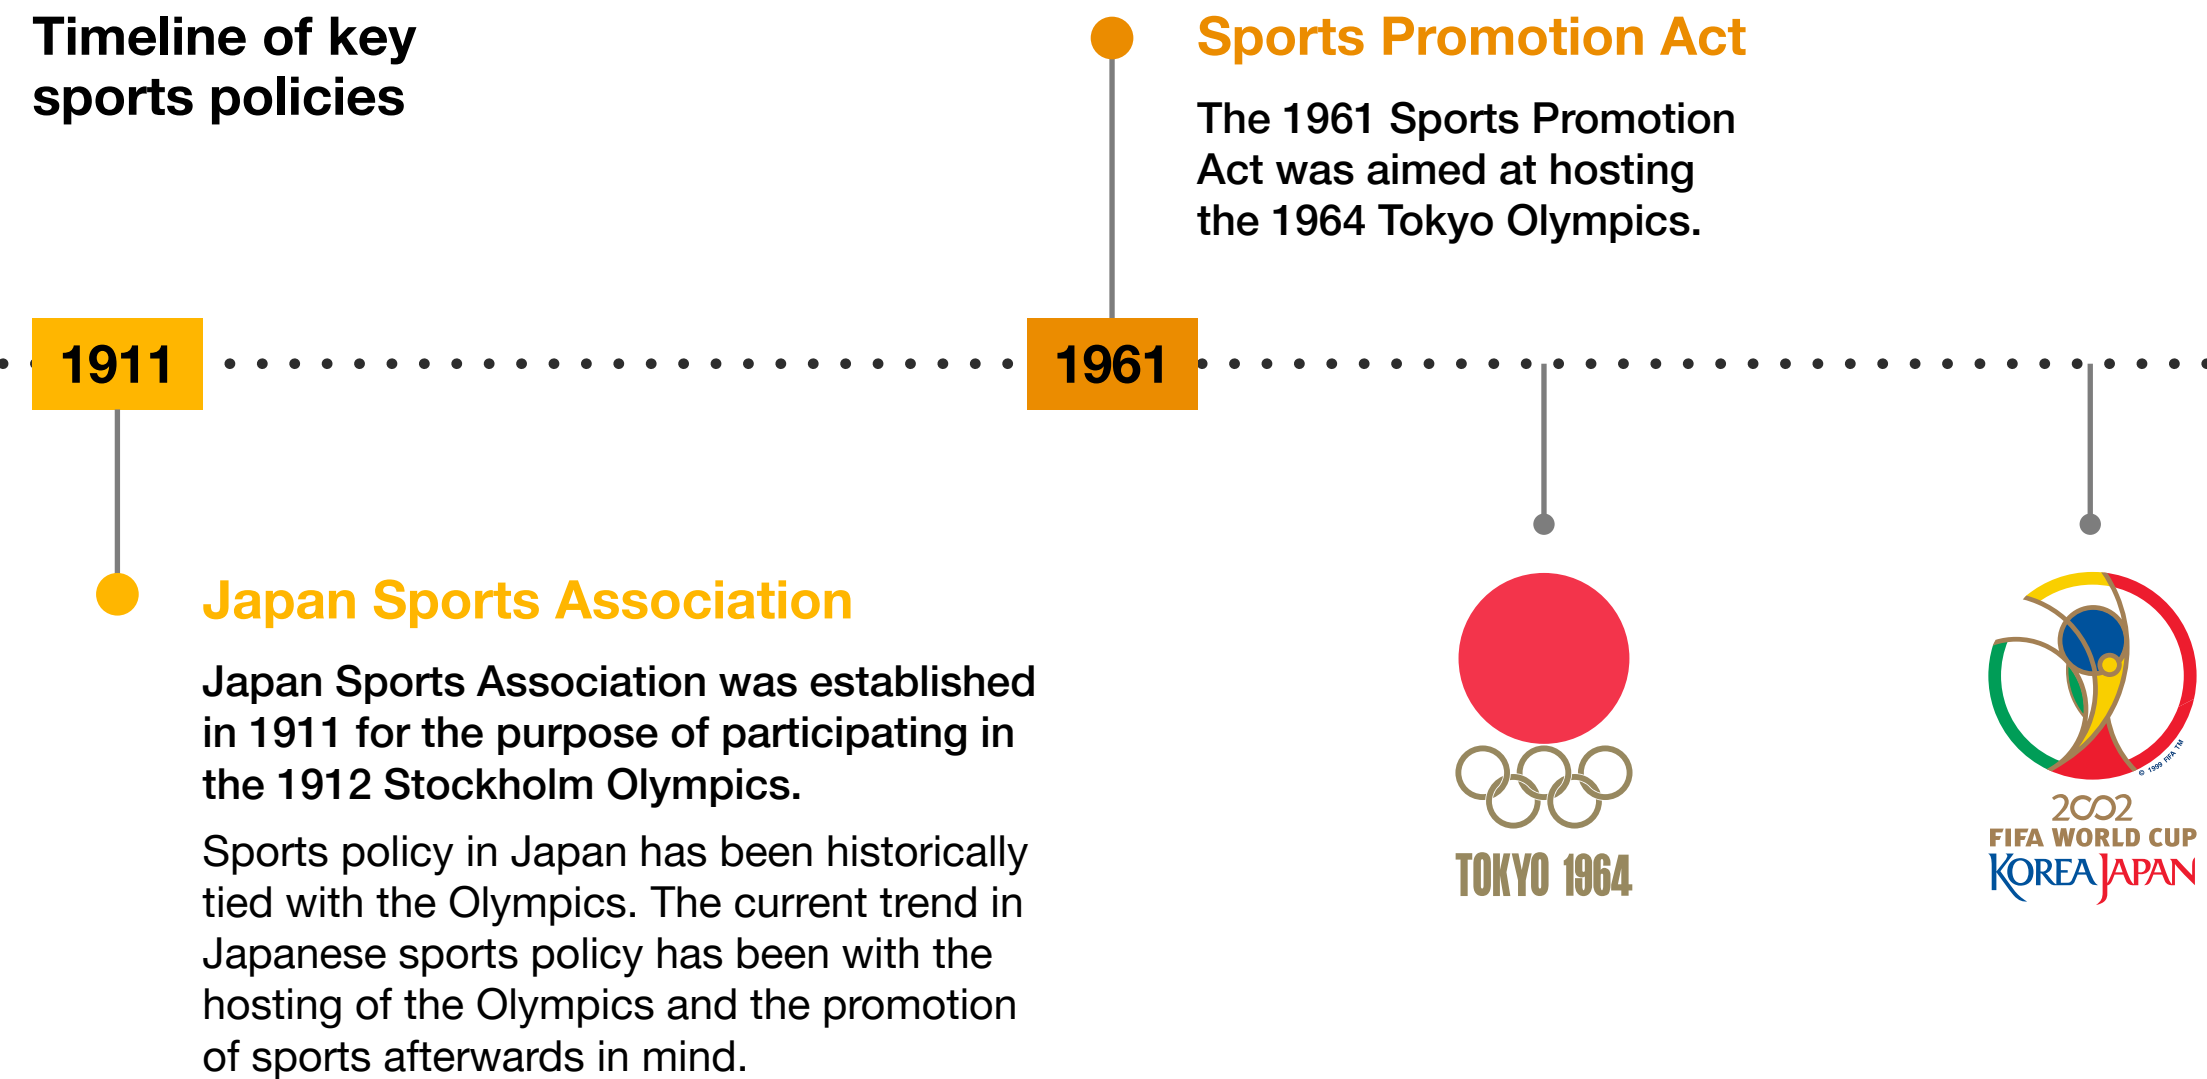 Timeline of key
sports policies
Sports Promotion Act
The 1961 Sports Promotion
Act was aimed at hosting
the 1964 Tokyo Olympics.
1911
1961
Japan Sports Association
Japan Sports Association was established
in 1911 for the purpose of participating in
the 1912 Stockholm Olympics.
Sports policy in Japan has been historically
tied with the Olympics. The current trend in
Japanese sports policy has been with the
hosting of the Olympics and the promotion
of sports afterwards in mind.
TOKYO 1964
© 1999 FIFA TM
2002
FIFA WORLD CUP
KOREA JAPAN